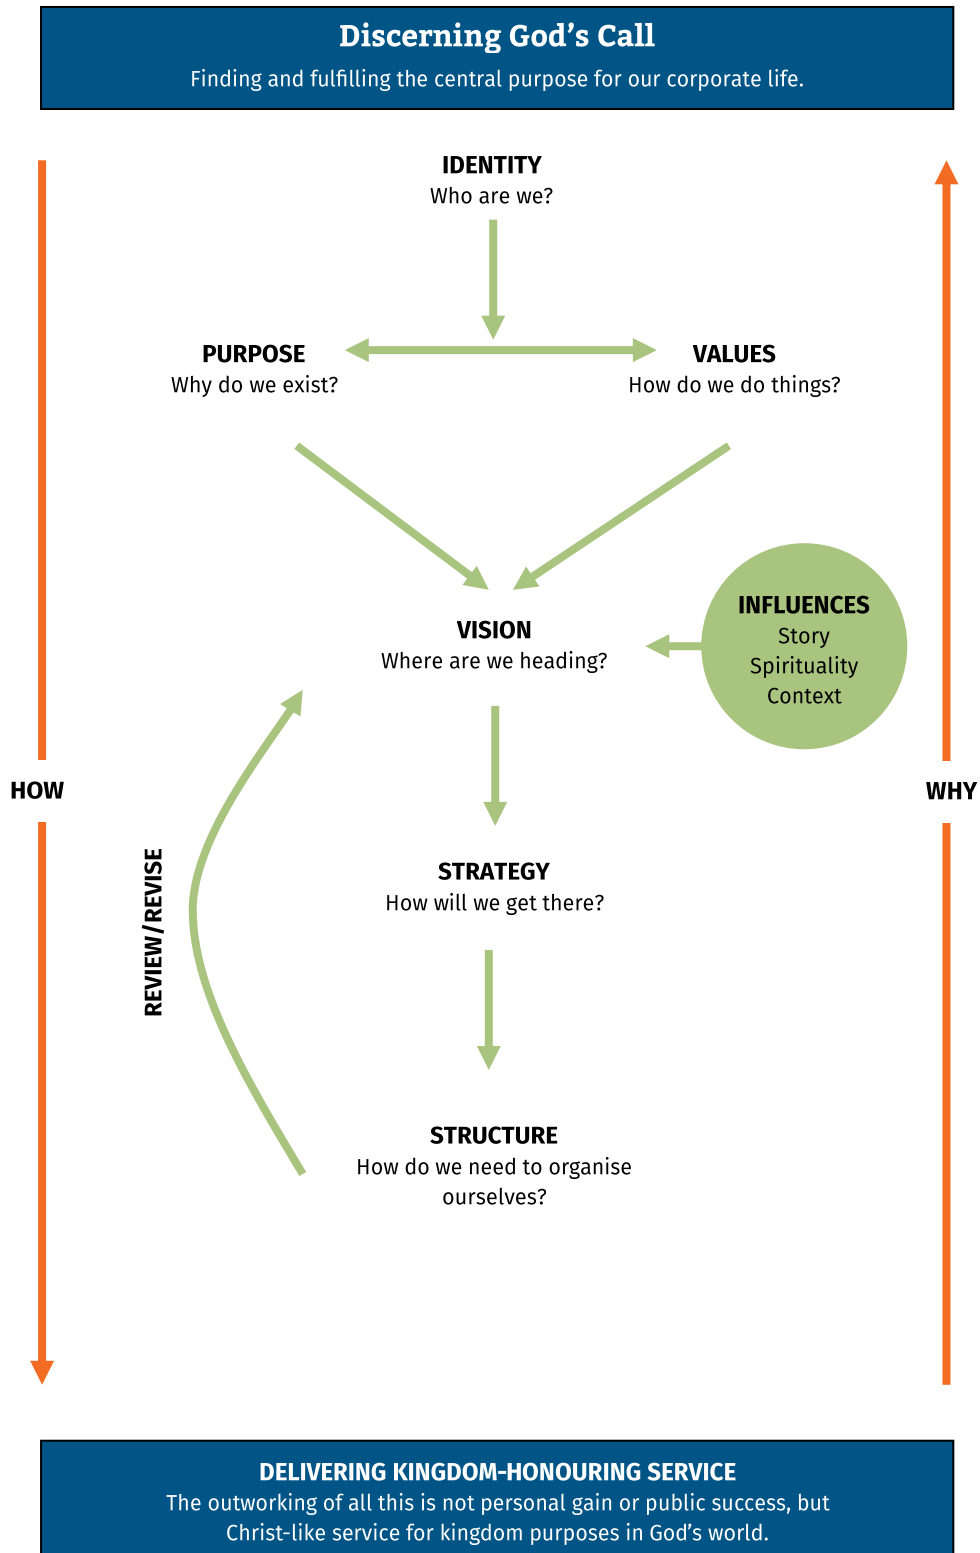 Discerning God's Call
Finding and fulfilling the central purpose for our corporate life.
IDENTITY
Who are we?
PURPOSE
Why do we exist?
VALUES
How do we do things?
INFLUENCES
Story
Spirituality
Context
VISION
Where are we heading?
HOW
WHY
REVIEW/REVISE
STRATEGY
How will we get there?
STRUCTURE
How do we need to organise
ourselves?
DELIVERING KINGDOM-HONOURING SERVICE
The outworking of all this is not personal gain or public success, but
Christ-like service for kingdom purposes in God's world.